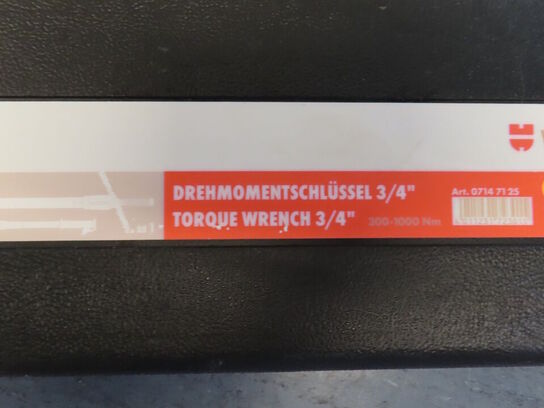 DREHMOMENTSCHLÜSSEL 3/4"
TORQUE WRENCH 3/4" 300-1000 Nm
Art. 0714 71 25